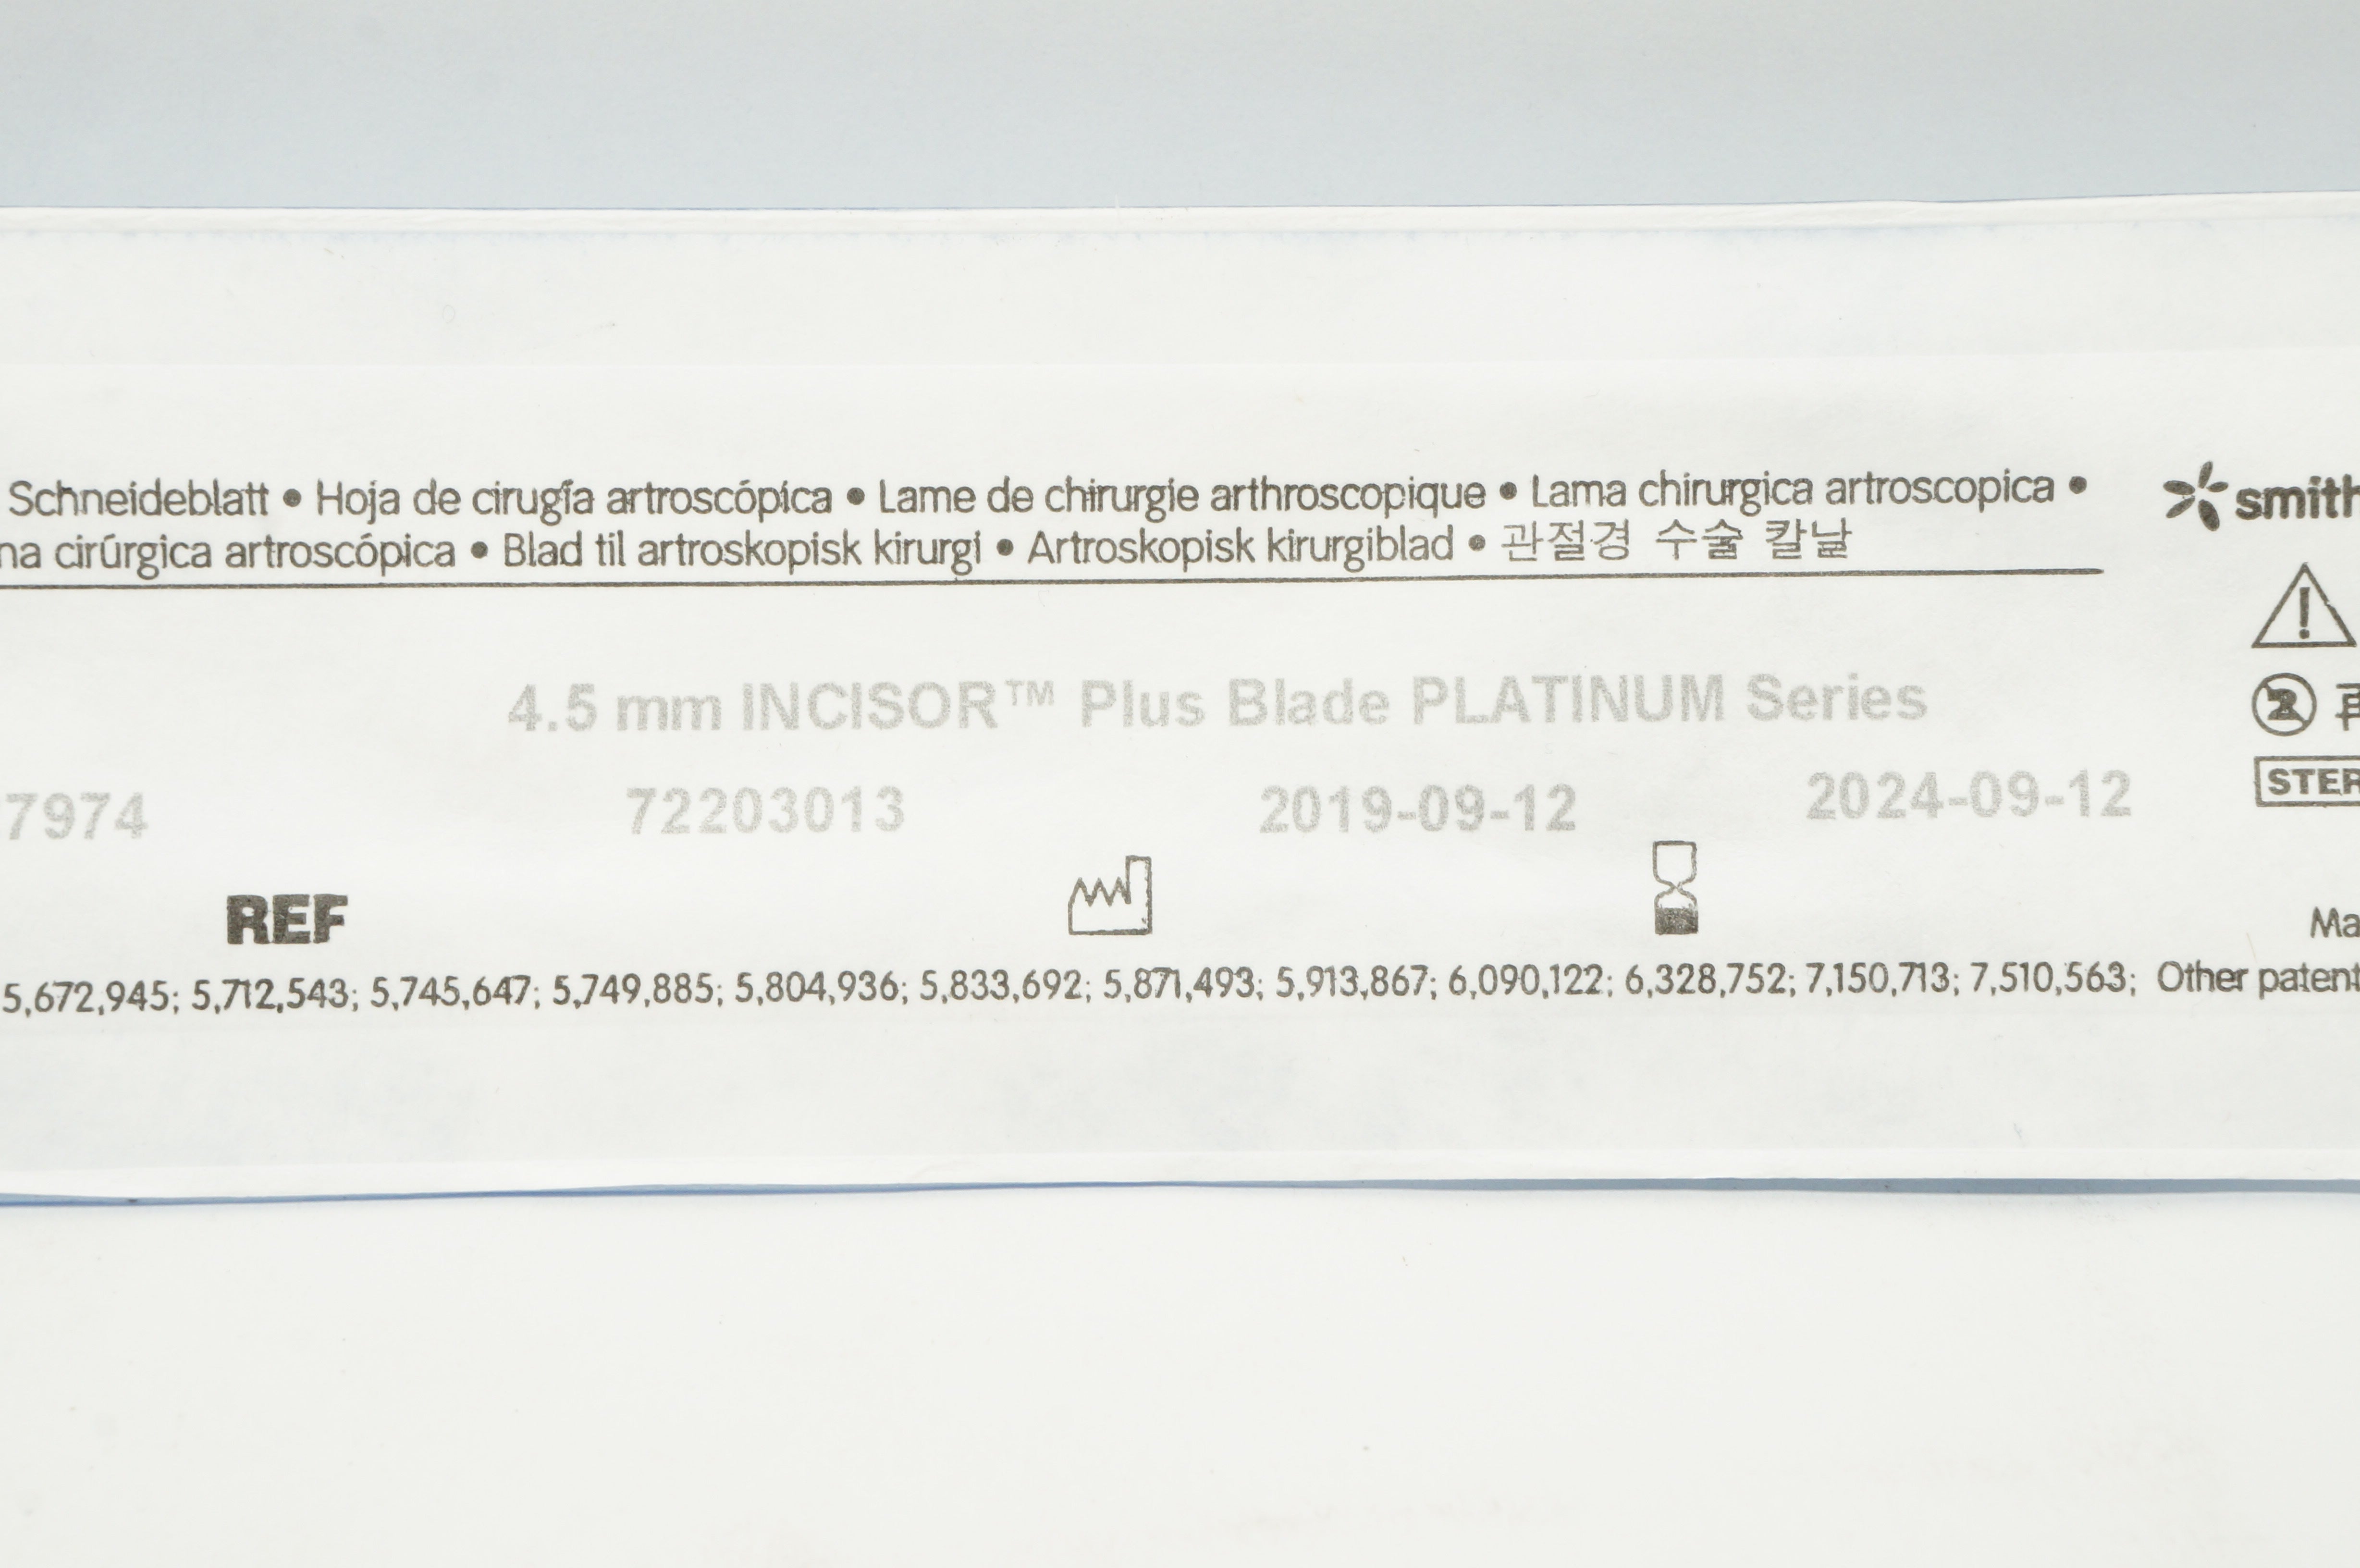 Schneideblatt • Hoja de cirugía artroscópica • Lame de chirurgie arthroscopique • Lama chirurgica artroscopica •
na cirúrgica artroscópica • Blad til artroskopisk kirurgi • Artroskopisk kirurgiblad • 관절경 수술 칼날
smith
4.5 mm INCISOR™ Plus Blade PLATINUM Series
2
7974 72203013 2019-09-12 2024-09-12
STER
REF
Ma
5,672,945; 5,712,543; 5,745,647; 5,749,885; 5,804,936; 5,833,692; 5,871,493; 5,913,867; 6,090,122; 6,328,752; 7,150,713; 7,510,563; Other patent